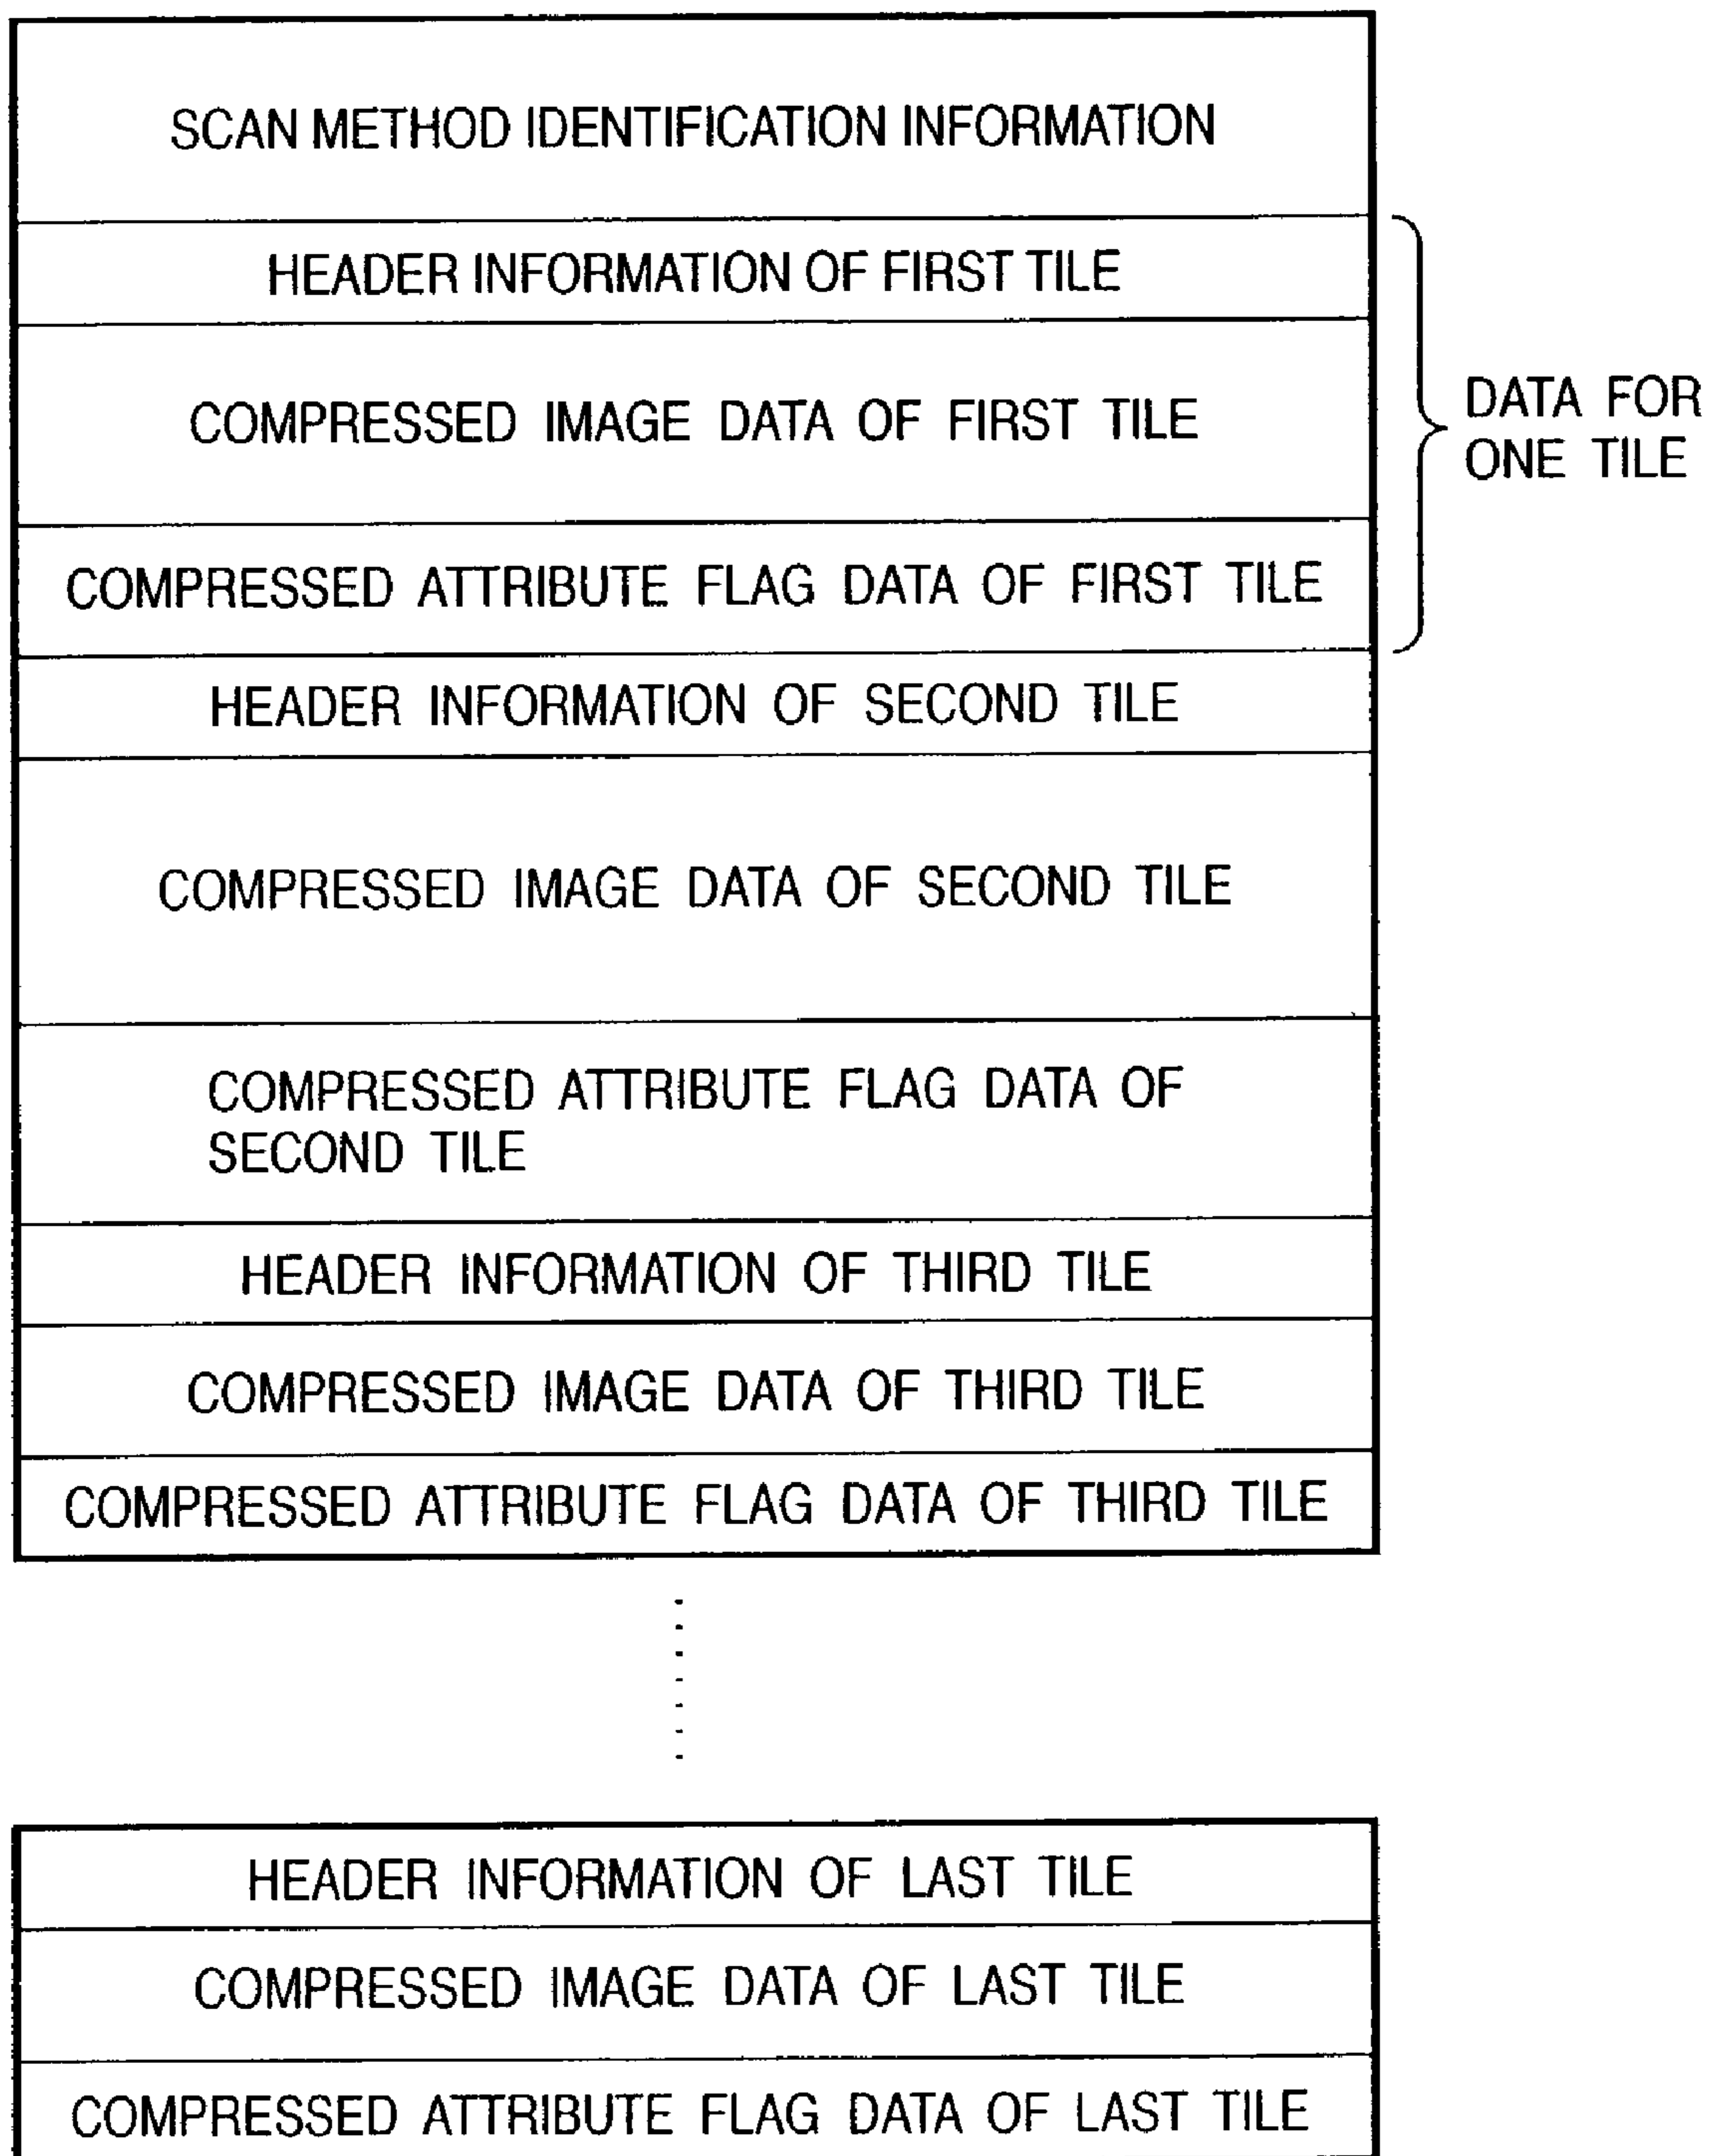 SCAN METHOD IDENTIFICATION INFORMATION
HEADER INFORMATION OF FIRST TILE
COMPRESSED IMAGE DATA OF FIRST TILE
DATA FOR
ONE TILE
COMPRESSED ATTRIBUTE FLAG DATA OF FIRST TILE
HEADER INFORMATION OF SECOND TILE
COMPRESSED IMAGE DATA OF SECOND TILE
COMPRESSED ATTRIBUTE FLAG DATA OF
SECOND TILE
HEADER INFORMATION OF THIRD TILE
COMPRESSED IMAGE DATA OF THIRD TILE
COMPRESSED ATTRIBUTE FLAG DATA OF THIRD TILE
HEADER INFORMATION OF LAST TILE
COMPRESSED IMAGE DATA OF LAST TILE
COMPRESSED ATTRIBUTE FLAG DATA OF LAST TILE